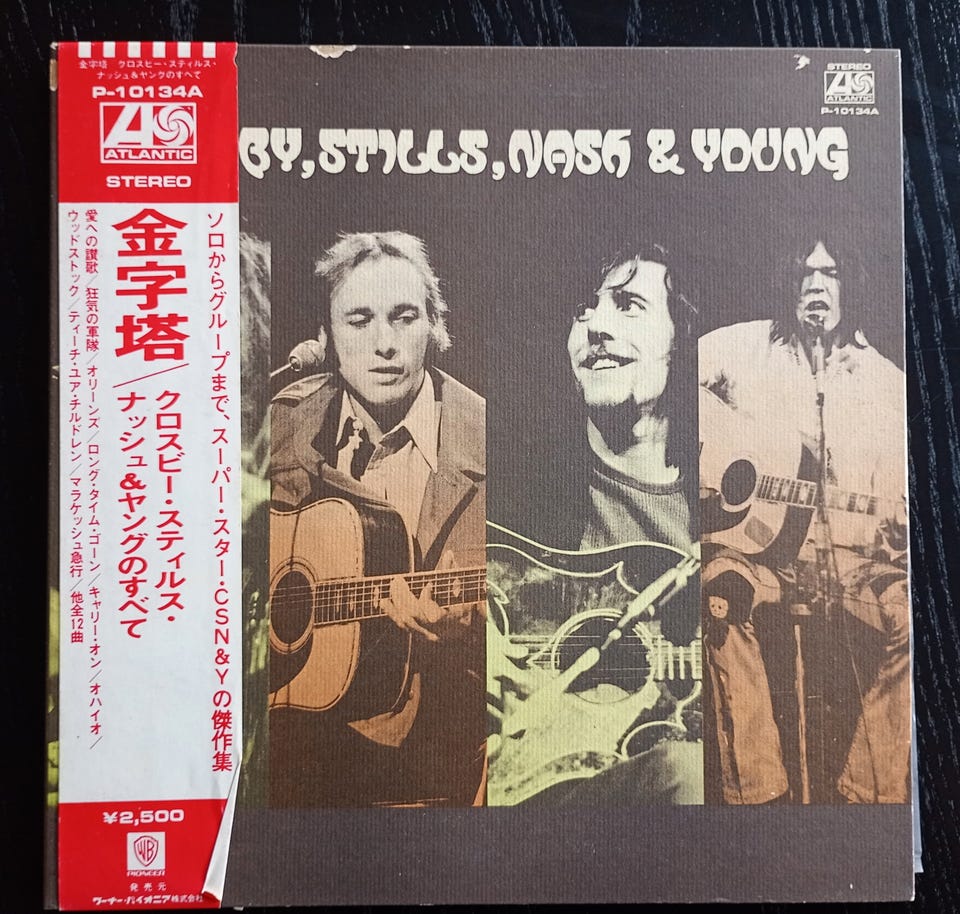 金字塔 クロスビー・スティルス・
ナッシュ&ヤングのすべて
P-10134A
ATLANTIC
STEREO
ソロからグループまで、スーパー・スター・CSN&Yの傑作集
金字塔/クロスビー・スティルス・
ナッシュ&ヤングのすべて
愛への讃歌/狂気の軍隊/オリーンズ/ロング・タイム・ゴーン/キャリー・オン/オハイオ/
ウッドストック/ティーチ・ユア・チルドレン/マラケッシュ急行/他全12曲
¥2,500
WB
PIONEER
発売元
ワーナー・パイオニア株式会社
BY, STILLS, NASH & YOUNG
STEREO
ATLANTIC
P-10134A